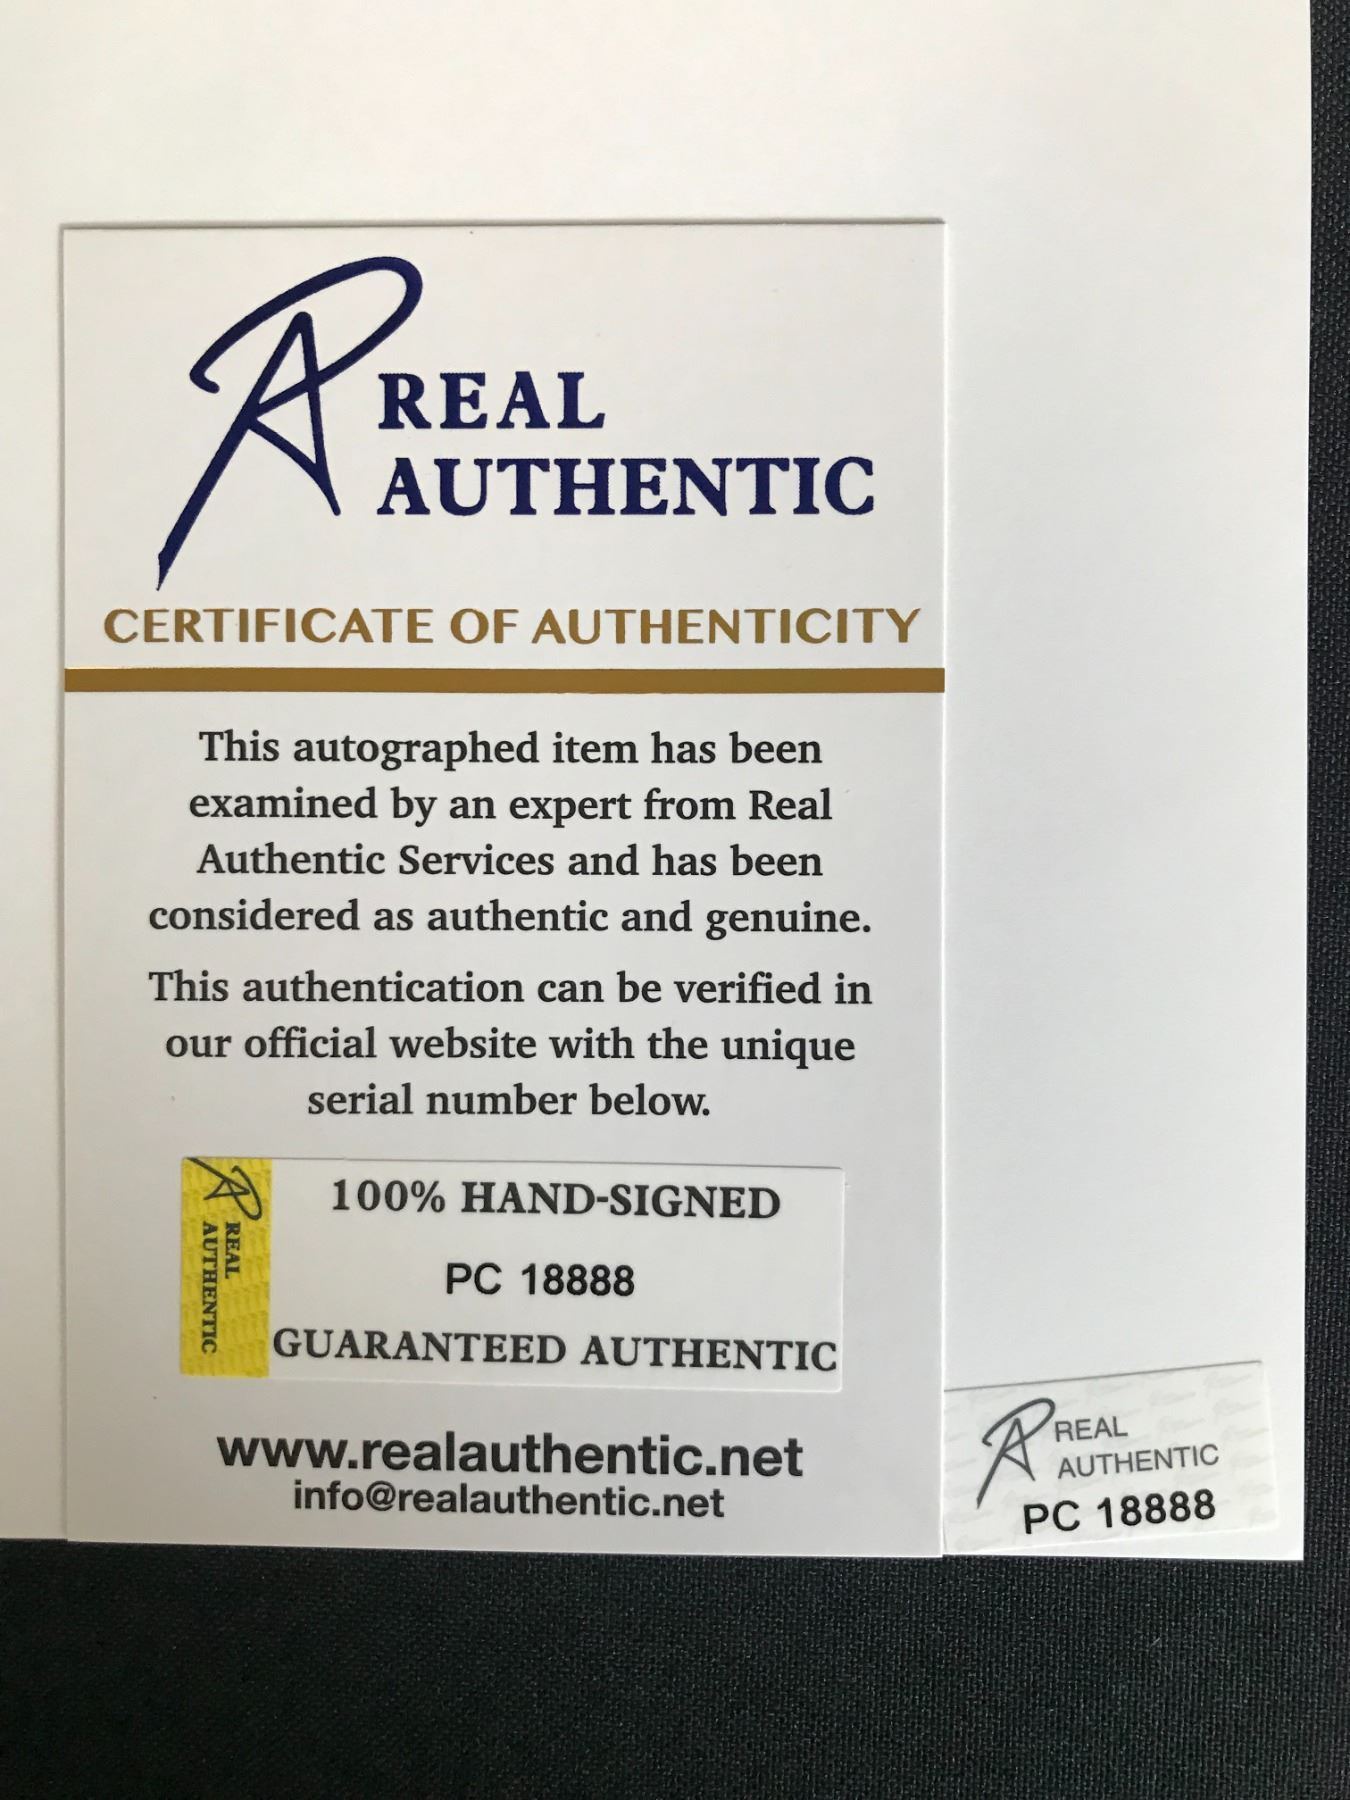 REAL
AUTHENTIC
CERTIFICATE OF AUTHENTICITY
This autographed item has been
examined by an expert from Real
Authentic Services and has been
considered as authentic and genuine.
This authentication can be verified in
our official website with the unique
serial number below.
REAL
AUTHENTIC
100% HAND-SIGNED
PC 18888
GUARANTEED AUTHENTIC
www.realauthentic.net
info@realauthentic.net
REAL
AUTHENTIC
PC 18888